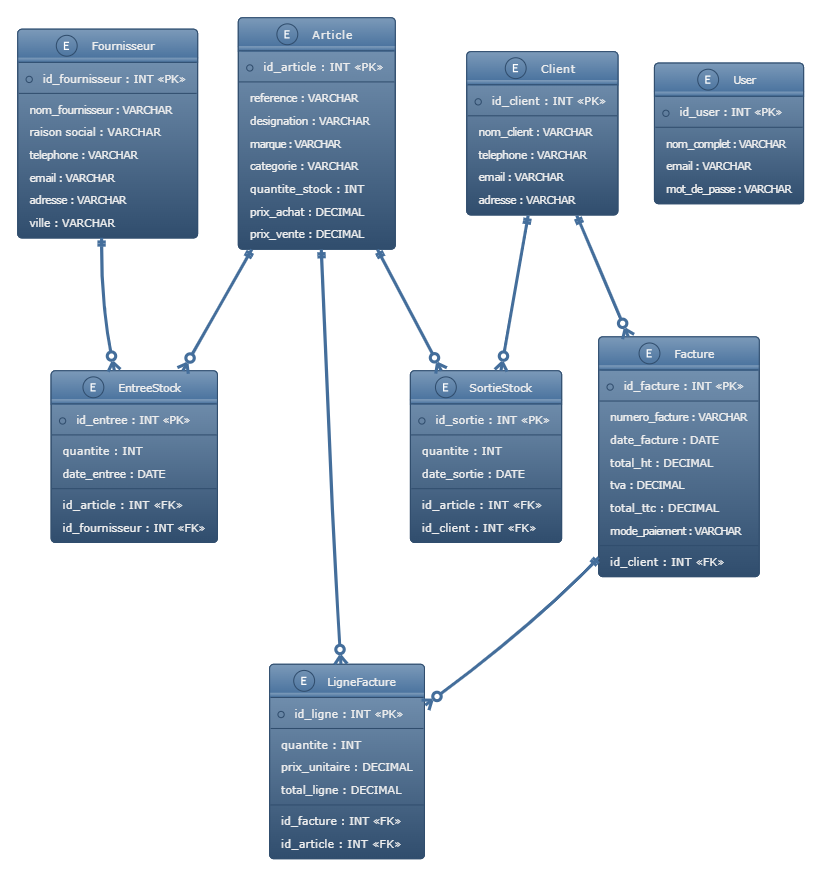 E Fournisseur
id_fournisseur : INT «PK»
nom_fournisseur : VARCHAR
raison social : VARCHAR
telephone : VARCHAR
email : VARCHAR
adresse : VARCHAR
ville : VARCHAR
E Article
id_article : INT «PK»
reference : VARCHAR
designation : VARCHAR
marque : VARCHAR
categorie : VARCHAR
quantite_stock : INT
prix_achat : DECIMAL
prix_vente : DECIMAL
E Client
id_client : INT «PK»
nom_client : VARCHAR
telephone : VARCHAR
email : VARCHAR
adresse : VARCHAR
E User
id_user : INT «PK»
nom_complet : VARCHAR
email : VARCHAR
mot_de_passe : VARCHAR
E EntreeStock
id_entree : INT «PK»
quantite : INT
date_entree : DATE
id_article : INT «FK»
id_fournisseur : INT «FK»
E SortieStock
id_sortie : INT «PK»
quantite : INT
date_sortie : DATE
id_article : INT «FK»
id_client : INT «FK»
E Facture
id_facture : INT «PK»
numero_facture : VARCHAR
date_facture : DATE
total_ht : DECIMAL
tva : DECIMAL
total_ttc : DECIMAL
mode_paiement : VARCHAR
id_client : INT «FK»
E LigneFacture
id_ligne : INT «PK»
quantite : INT
prix_unitaire : DECIMAL
total_ligne : DECIMAL
id_facture : INT «FK»
id_article : INT «FK»